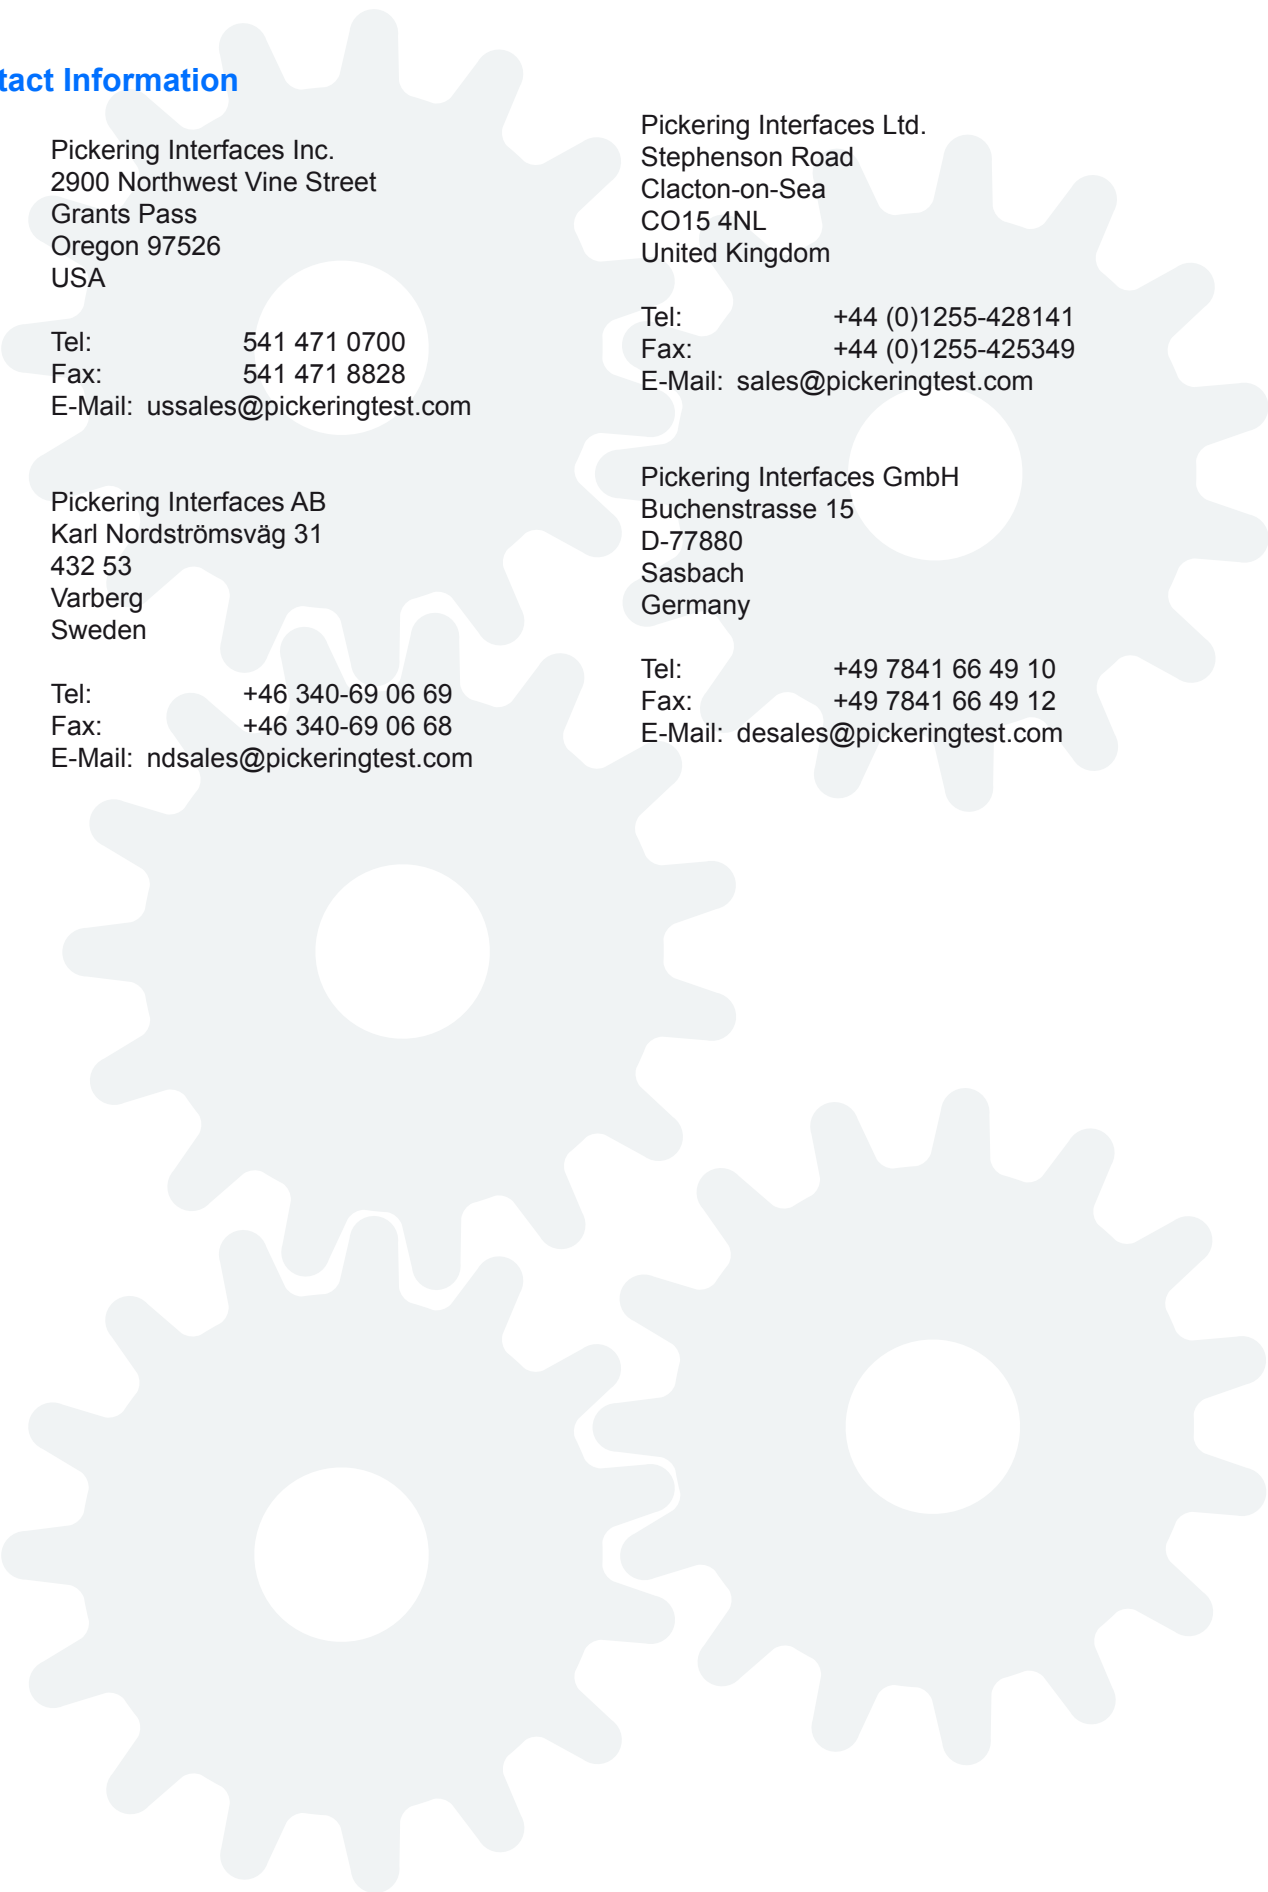 tact Information
Pickering Interfaces Inc.
2900 Northwest Vine Street
Grants Pass
Oregon 97526
USA
Tel: 541 471 0700
Fax: 541 471 8828
E-Mail: ussales@pickeringtest.com
Pickering Interfaces AB
Karl Nordströmsväg 31
432 53
Varberg
Sweden
Tel: +46 340-69 06 69
Fax: +46 340-69 06 68
E-Mail: ndsales@pickeringtest.com
Pickering Interfaces Ltd.
Stephenson Road
Clacton-on-Sea
CO15 4NL
United Kingdom
Tel: +44 (0)1255-428141
Fax: +44 (0)1255-425349
E-Mail: sales@pickeringtest.com
Pickering Interfaces GmbH
Buchenstrasse 15
D-77880
Sasbach
Germany
Tel: +49 7841 66 49 10
Fax: +49 7841 66 49 12
E-Mail: desales@pickeringtest.com